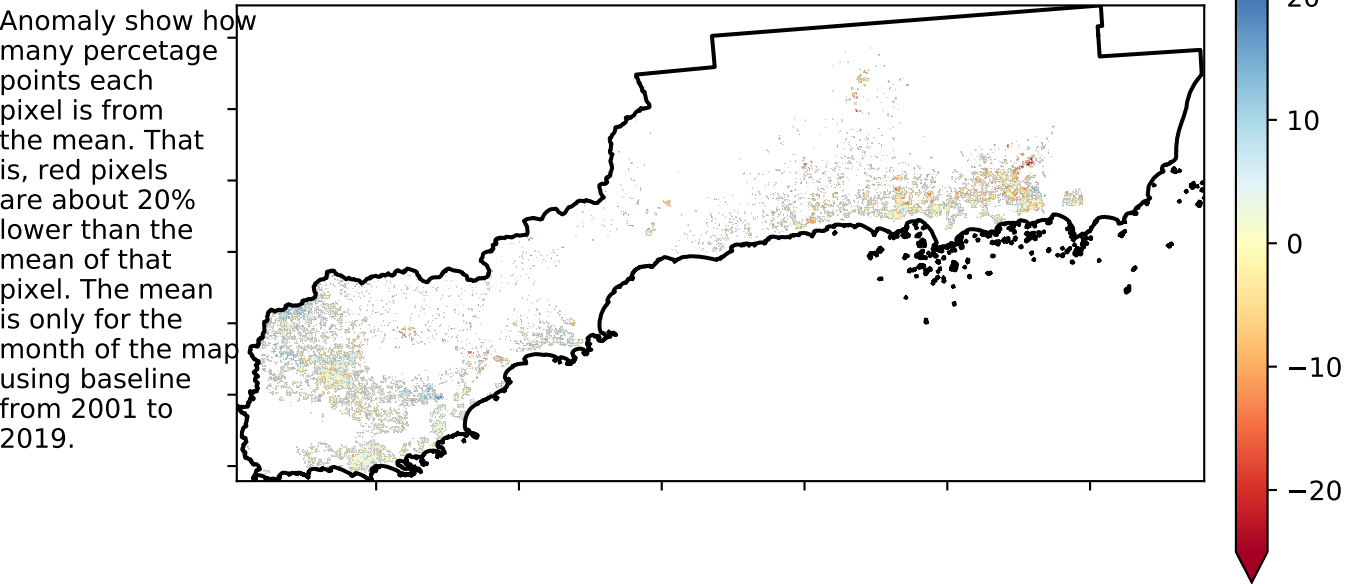 Anomaly show how
many percetage
points each
pixel is from
the mean. That
is, red pixels
are about 20%
lower than the
mean of that
pixel. The mean
is only for the
month of the map
using baseline
from 2001 to
2019.
20
10
0
−10
−20